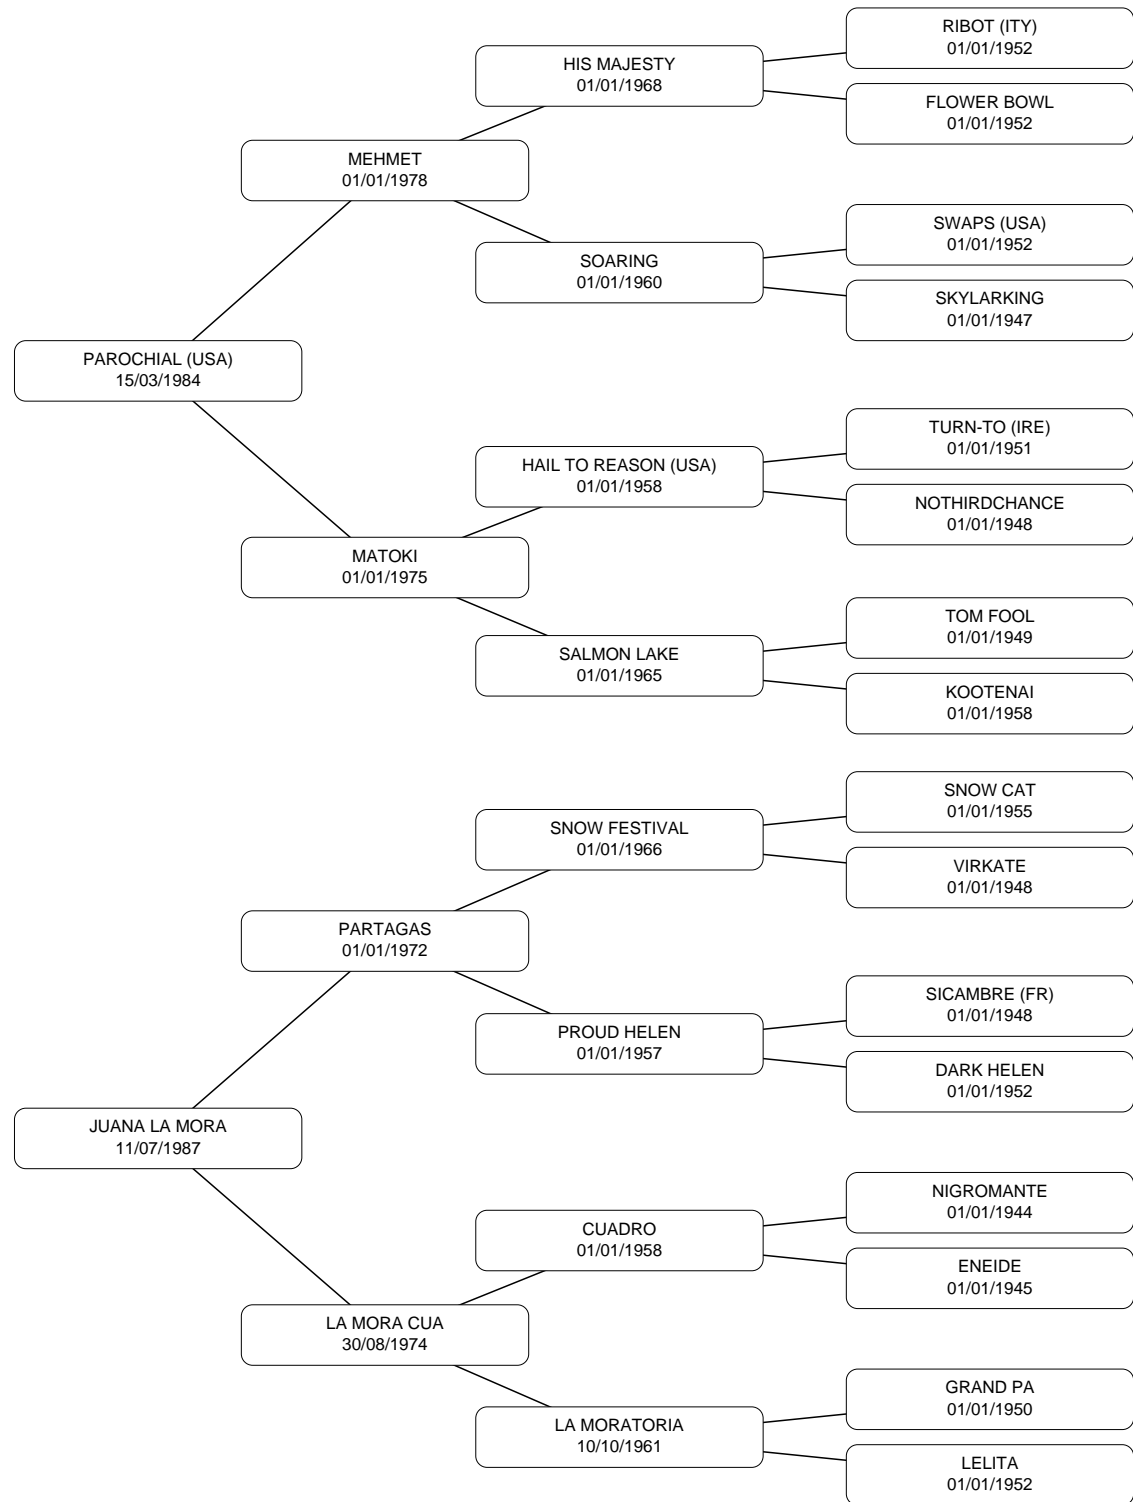 RIBOT (ITY)
01/01/1952
HIS MAJESTY
01/01/1968
FLOWER BOWL
01/01/1952
MEHMET
01/01/1978
SWAPS (USA)
01/01/1952
SOARING
01/01/1960
SKYLARKING
01/01/1947
PAROCHIAL (USA)
15/03/1984
TURN-TO (IRE)
01/01/1951
HAIL TO REASON (USA)
01/01/1958
NOTHIRDCHANCE
01/01/1948
MATOKI
01/01/1975
TOM FOOL
01/01/1949
SALMON LAKE
01/01/1965
KOOTENAI
01/01/1958
SNOW CAT
01/01/1955
SNOW FESTIVAL
01/01/1966
VIRKATE
01/01/1948
PARTAGAS
01/01/1972
SICAMBRE (FR)
01/01/1948
PROUD HELEN
01/01/1957
DARK HELEN
01/01/1952
JUANA LA MORA
11/07/1987
NIGROMANTE
01/01/1944
CUADRO
01/01/1958
ENEIDE
01/01/1945
LA MORA CUA
30/08/1974
GRAND PA
01/01/1950
LA MORATORIA
10/10/1961
LELITA
01/01/1952